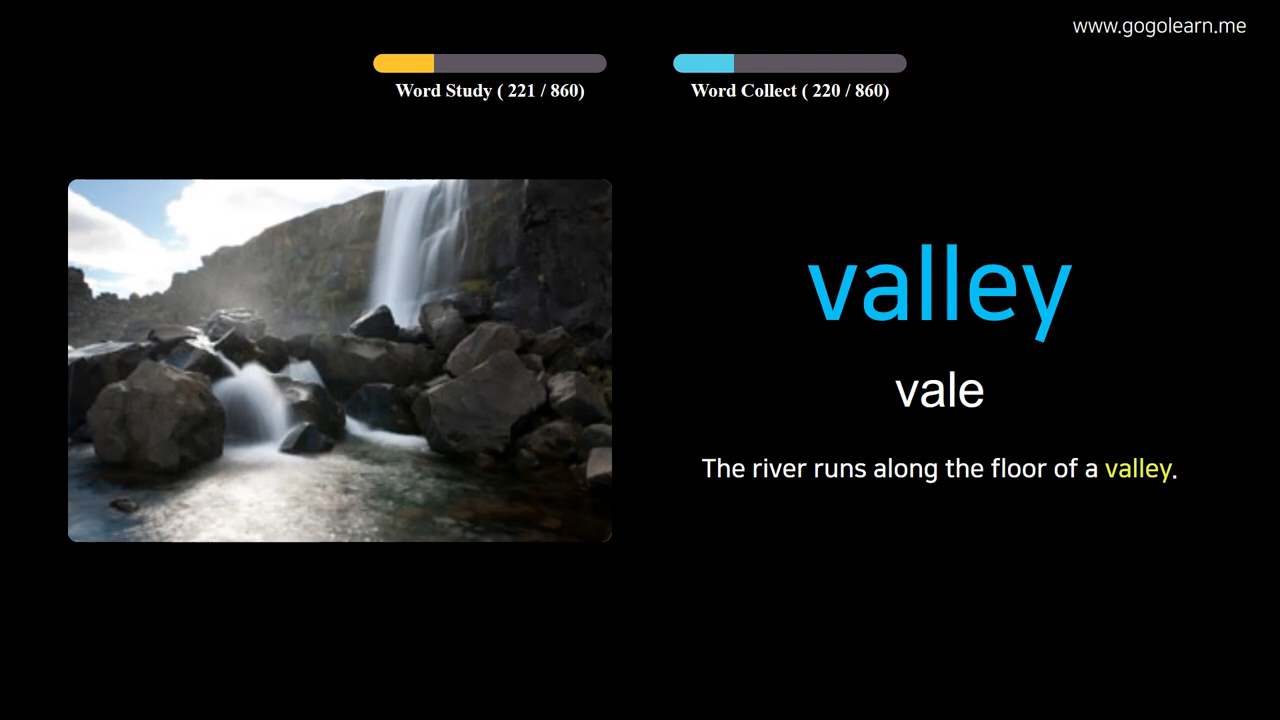 www.gogolearn.me
Word Study ( 221 / 860)
Word Collect ( 220 / 860)
valley
vale
The river runs along the floor of a valley.